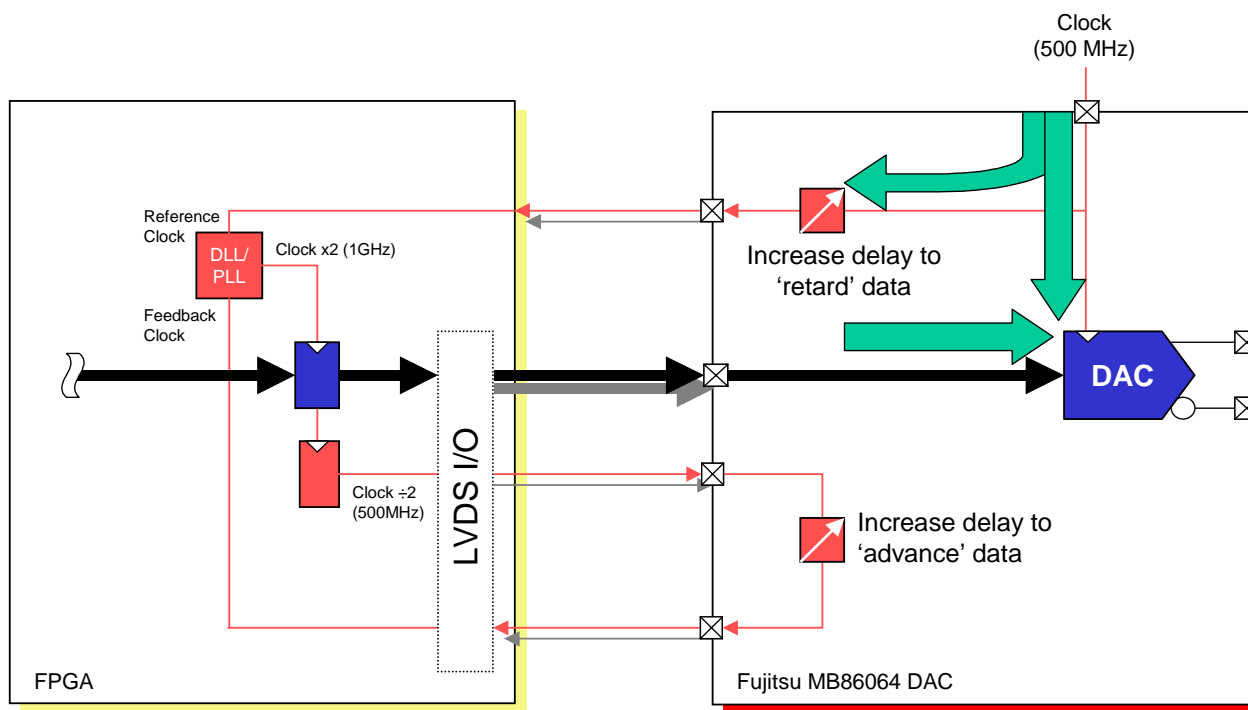 Clock
(500 MHz)
Reference
Clock
DLL/
PLL
Clock x2 (1GHz)
Increase delay to
‘retard’ data
Feedback
Clock
DAC
LVDS I/O
Clock ÷2
(500MHz)
Increase delay to
‘advance’ data
FPGA
Fujitsu MB86064 DAC